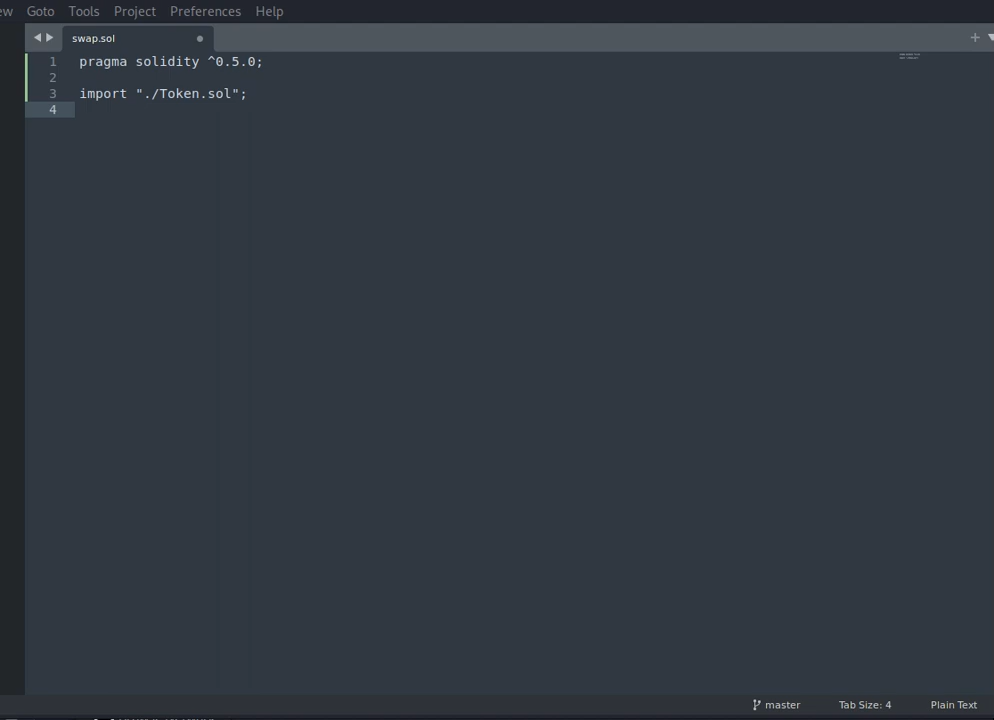 Goto Tools Project Preferences Help
swap.sol
1 pragma solidity ^0.5.0;
2
3 import "./Token.sol";
4
master Tab Size: 4 Plain Text